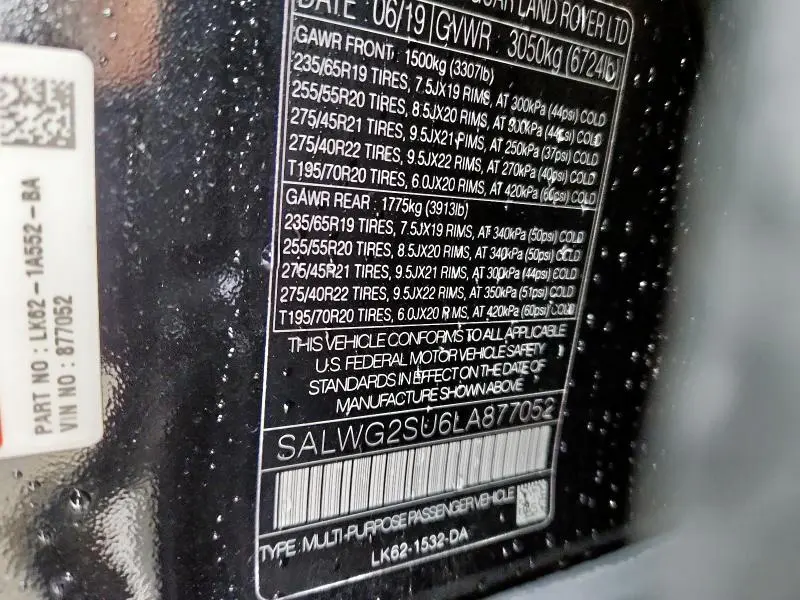 PART NO : LK62-1A552-BA
VIN NO : 877052
LAND ROVER LTD
DATE: 06/19 GVWR : 3050kg (6724lb)
GAWR FRONT: 1500kg (3307lb)
235/65R19 TIRES, 7.5JX19 RIMS, AT 300kPa (44psi) COLD
255/55R20 TIRES, 8.5JX20 RIMS, AT 300kPa (44psi) COLD
275/45R21 TIRES, 9.5JX21 RIMS, AT 250kPa (37psi) COLD
275/40R22 TIRES, 9.5JX22 RIMS, AT 270kPa (40psi) COLD
T195/70R20 TIRES, 6.0JX20 RIMS, AT 420kPa (60psi) COLD
GAWR REAR : 1775kg (3913lb)
235/65R19 TIRES, 7.5JX19 RIMS, AT 340kPa (50psi) COLD
255/55R20 TIRES, 8.5JX20 RIMS, AT 340kPa (50psi) COLD
275/45R21 TIRES, 9.5JX21 RIMS, AT 300kPa (44psi) COLD
275/40R22 TIRES, 9.5JX22 RIMS, AT 350kPa (51psi) COLD
T195/70R20 TIRES, 6.0JX20 RIMS, AT 420kPa (60psi) COLD
THIS VEHICLE CONFORMS TO ALL APPLICABLE
U.S. FEDERAL MOTOR VEHICLE SAFETY
STANDARDS IN EFFECT ON THE DATE OF
MANUFACTURE SHOWN ABOVE
SALWG2SU6LA877052
TYPE: MULTI-PURPOSE PASSENGER VEHICLE
LK62-1532-DA